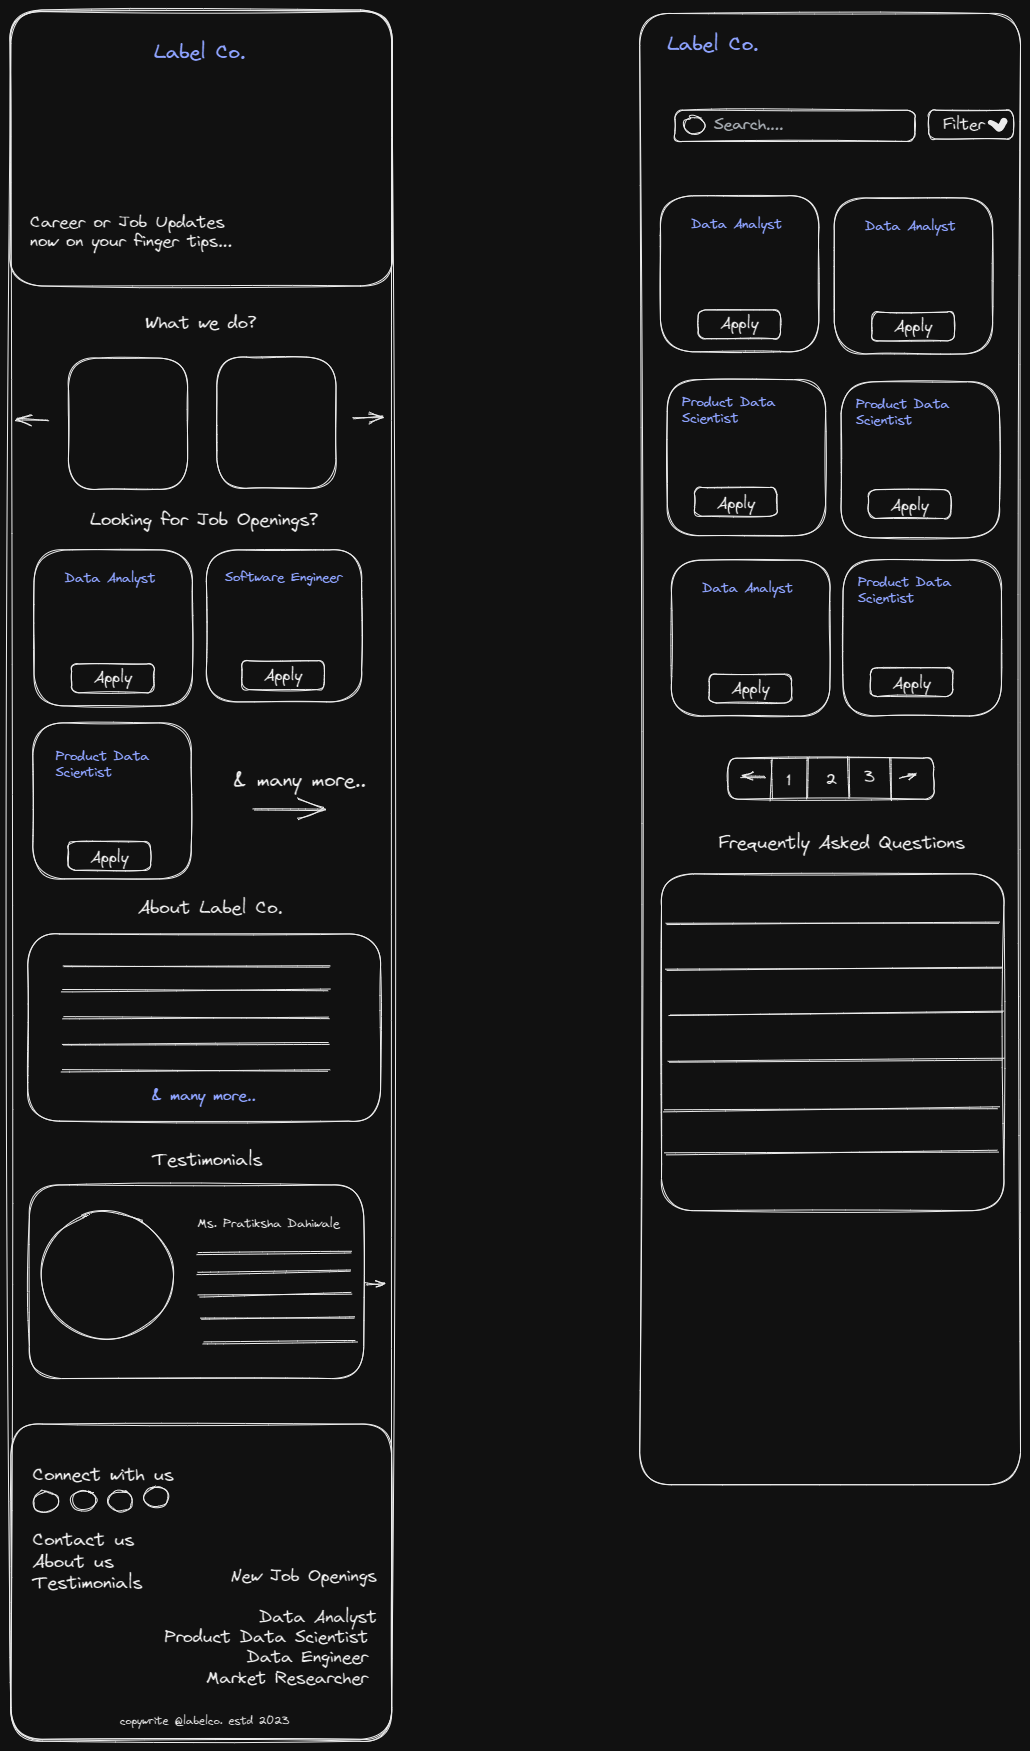 Label Co.
Career or Job Updates
now on your finger tips...
What we do?
Looking for Job Openings?
Data Analyst
Apply
Software Engineer
Apply
Product Data
Scientist
Apply
& many more..
About Label Co.
& many more..
Testimonials
Ms. Pratiksha Dahiwale
Connect with us
Contact us
About us
Testimonials
New Job Openings
Data Analyst
Product Data Scientist
Data Engineer
Market Researcher
copywrite @labelco. estd 2023
Label Co.
Search....
Filter
Data Analyst
Apply
Data Analyst
Apply
Product Data
Scientist
Apply
Product Data
Scientist
Apply
Data Analyst
Apply
Product Data
Scientist
Apply
1 2 3
Frequently Asked Questions